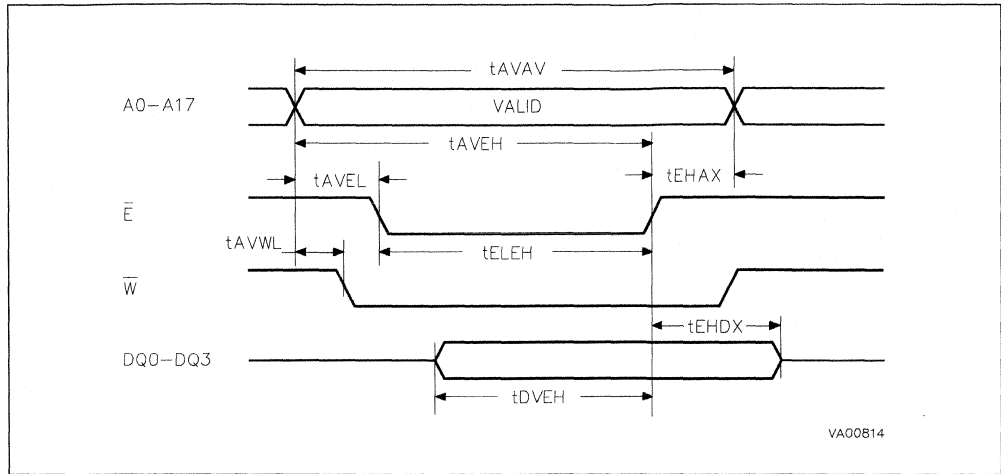 tAVAV
A0-A17
VALID
tAVEH
tAVEL
tEHAX
E
tAVWL
tELEH
W
tEHDX
DQ0-DQ3
tDVEH
VA00814